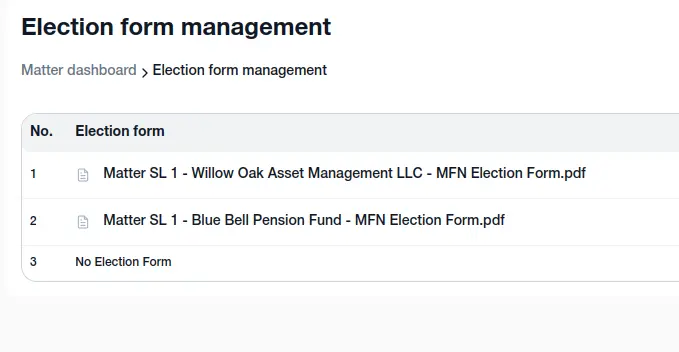 Election form management
Matter dashboard > Election form management
No. Election form
1 Matter SL 1 - Willow Oak Asset Management LLC - MFN Election Form.pdf
2 Matter SL 1 - Blue Bell Pension Fund - MFN Election Form.pdf
3 No Election Form